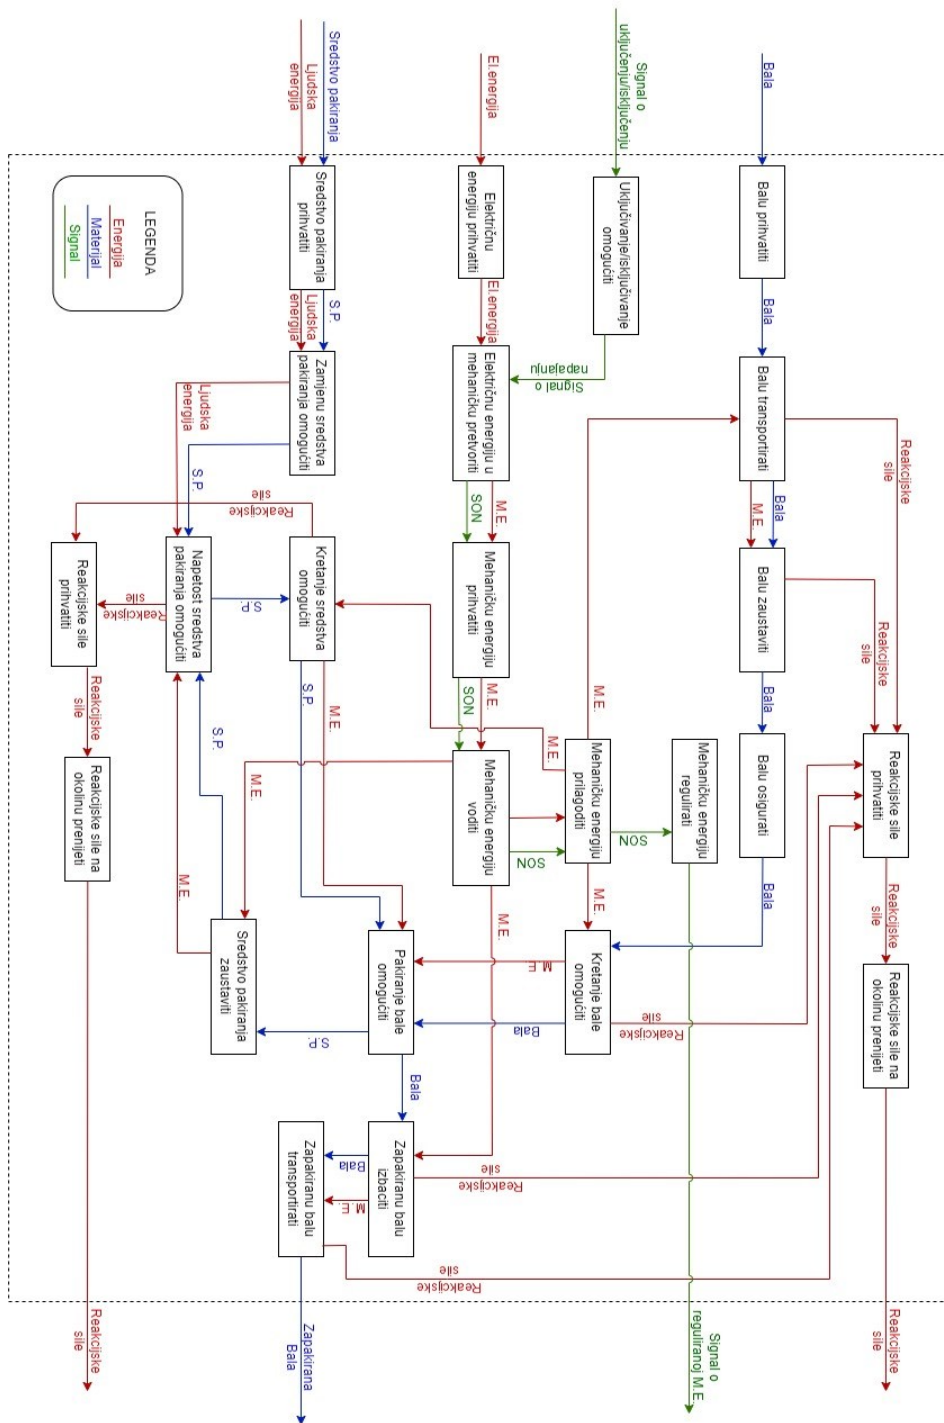 Reakcijske
sile
Reakcijske
sile
Reakcijske sile
prihvatiti
Reakcijske
sile
Reakcijske sile na
okolinu prenijeti
Reakcijske
sile
Bala
Balu prihvatiti
Bala
Balu transportirati
Bala
M.E.
Balu zaustaviti
Bala
Balu osigurati
Bala
Mehaničku energiju
regulirati
Signal o
reguliranoj M.E.
Signal o
uključenju/isključenju
Uključivanje/isključivanje
omogućiti
Signal o
napajanju
M.E.
Mehaničku energiju
prilagoditi
SON
M.E.
Kretanje bale
omogućiti
Reakcijske
sile
El.energija
Električnu
energiju prihvatiti
El.energija
Električnu energiju u
mehaničku pretvoriti
M.E.
SON
Mehaničku energiju
prihvatiti
M.E.
SON
M.E.
Mehaničku energiju
voditi
SON
M.E.
M.E.
Bala
Reakcijske
sile
Reakcijske
sile
Pakiranje bale
omogućiti
Bala
Zapakiranu balu
izbaciti
Bala
M.E.
Sredstvo pakiranja
Ljudska
energija
Sredstvo pakiranja
prihvatiti
S.P.
Ljudska
energija
Zamjenu sredstva
pakiranja omogućiti
Kretanje sredstva
omogućiti
M.E.
S.P.
S.P.
Zapakiranu balu
transportirati
Zapakirana
Bala
Reakcijske
sile
S.P.
M.E.
Sredstvo pakiranja
zaustaviti
Ljudska
energija
S.P.
S.P.
Napetost sredstva
pakiranja omogućiti
M.E.
Reakcijske
sile
Reakcijske sile
prihvatiti
Reakcijske
sile
Reakcijske sile na
okolinu prenijeti
Reakcijske
sile
LEGENDA
Energija
Materijal
Signal